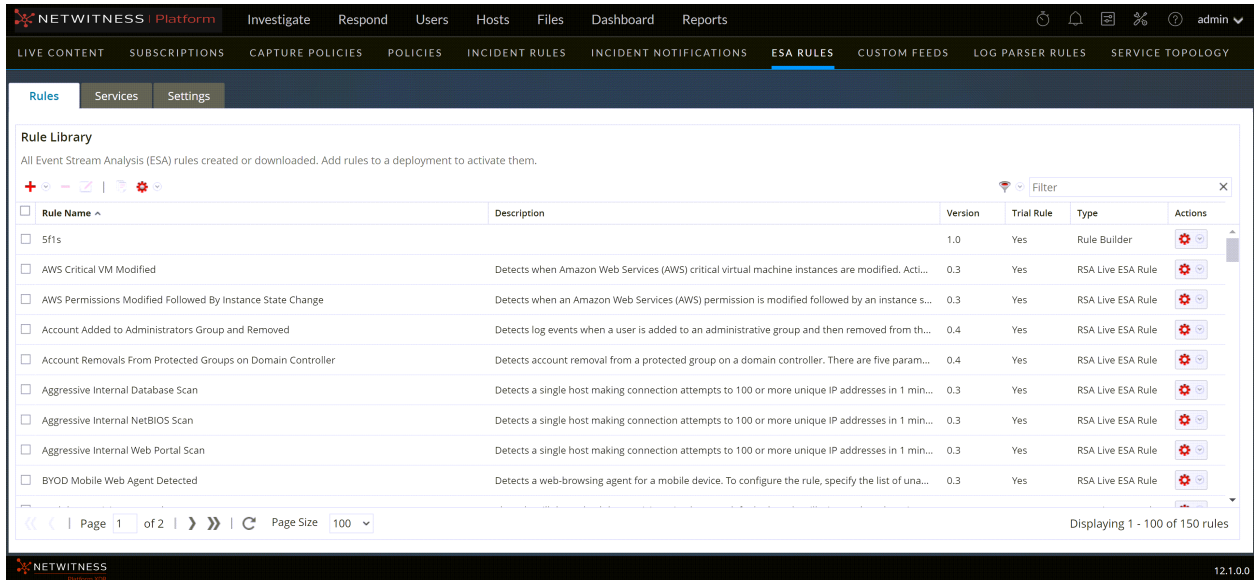 NETWITNESS | Platform Investigate Respond Users Hosts Files Dashboard Reports admin
LIVE CONTENT SUBSCRIPTIONS CAPTURE POLICIES POLICIES INCIDENT RULES INCIDENT NOTIFICATIONS ESA RULES CUSTOM FEEDS LOG PARSER RULES SERVICE TOPOLOGY
Rules Services Settings
Rule Library
All Event Stream Analysis (ESA) rules created or downloaded. Add rules to a deployment to activate them.
Filter
Rule Name Description Version Trial Rule Type Actions
5f1s 1.0 Yes Rule Builder
AWS Critical VM Modified Detects when Amazon Web Services (AWS) critical virtual machine instances are modified. Acti... 0.3 Yes RSA Live ESA Rule
AWS Permissions Modified Followed By Instance State Change Detects when an Amazon Web Services (AWS) permission is modified followed by an instance s... 0.3 Yes RSA Live ESA Rule
Account Added to Administrators Group and Removed Detects log events when a user is added to an administrative group and then removed from th... 0.4 Yes RSA Live ESA Rule
Account Removals From Protected Groups on Domain Controller Detects account removal from a protected group on a domain controller. There are five param... 0.4 Yes RSA Live ESA Rule
Aggressive Internal Database Scan Detects a single host making connection attempts to 100 or more unique IP addresses in 1 min... 0.3 Yes RSA Live ESA Rule
Aggressive Internal NetBIOS Scan Detects a single host making connection attempts to 100 or more unique IP addresses in 1 min... 0.3 Yes RSA Live ESA Rule
Aggressive Internal Web Portal Scan Detects a single host making connection attempts to 100 or more unique IP addresses in 1 min... 0.3 Yes RSA Live ESA Rule
BYOD Mobile Web Agent Detected Detects a web-browsing agent for a mobile device. To configure the rule, specify the list of una... 0.3 Yes RSA Live ESA Rule
Page 1 of 2 Page Size 100 Displaying 1 - 100 of 150 rules
NETWITNESS
Platform XDR
12.1.0.0